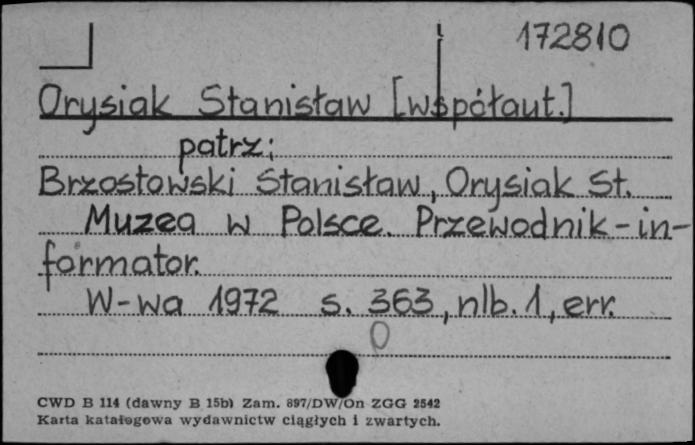 172810
Orysiak Stanisław [współaut.]
patrz:
Brzostowski Stanisław, Orysiak St.
Muzea w Polsce. Przewodnik-in-
formator.
W-wa 1972 s. 363, nlb. 1, err.
CWD B 114 (dawny B 15b) Zam. 897/DW/On ZGG 2542
Karta katalogowa wydawnictw ciągłych i zwartych.